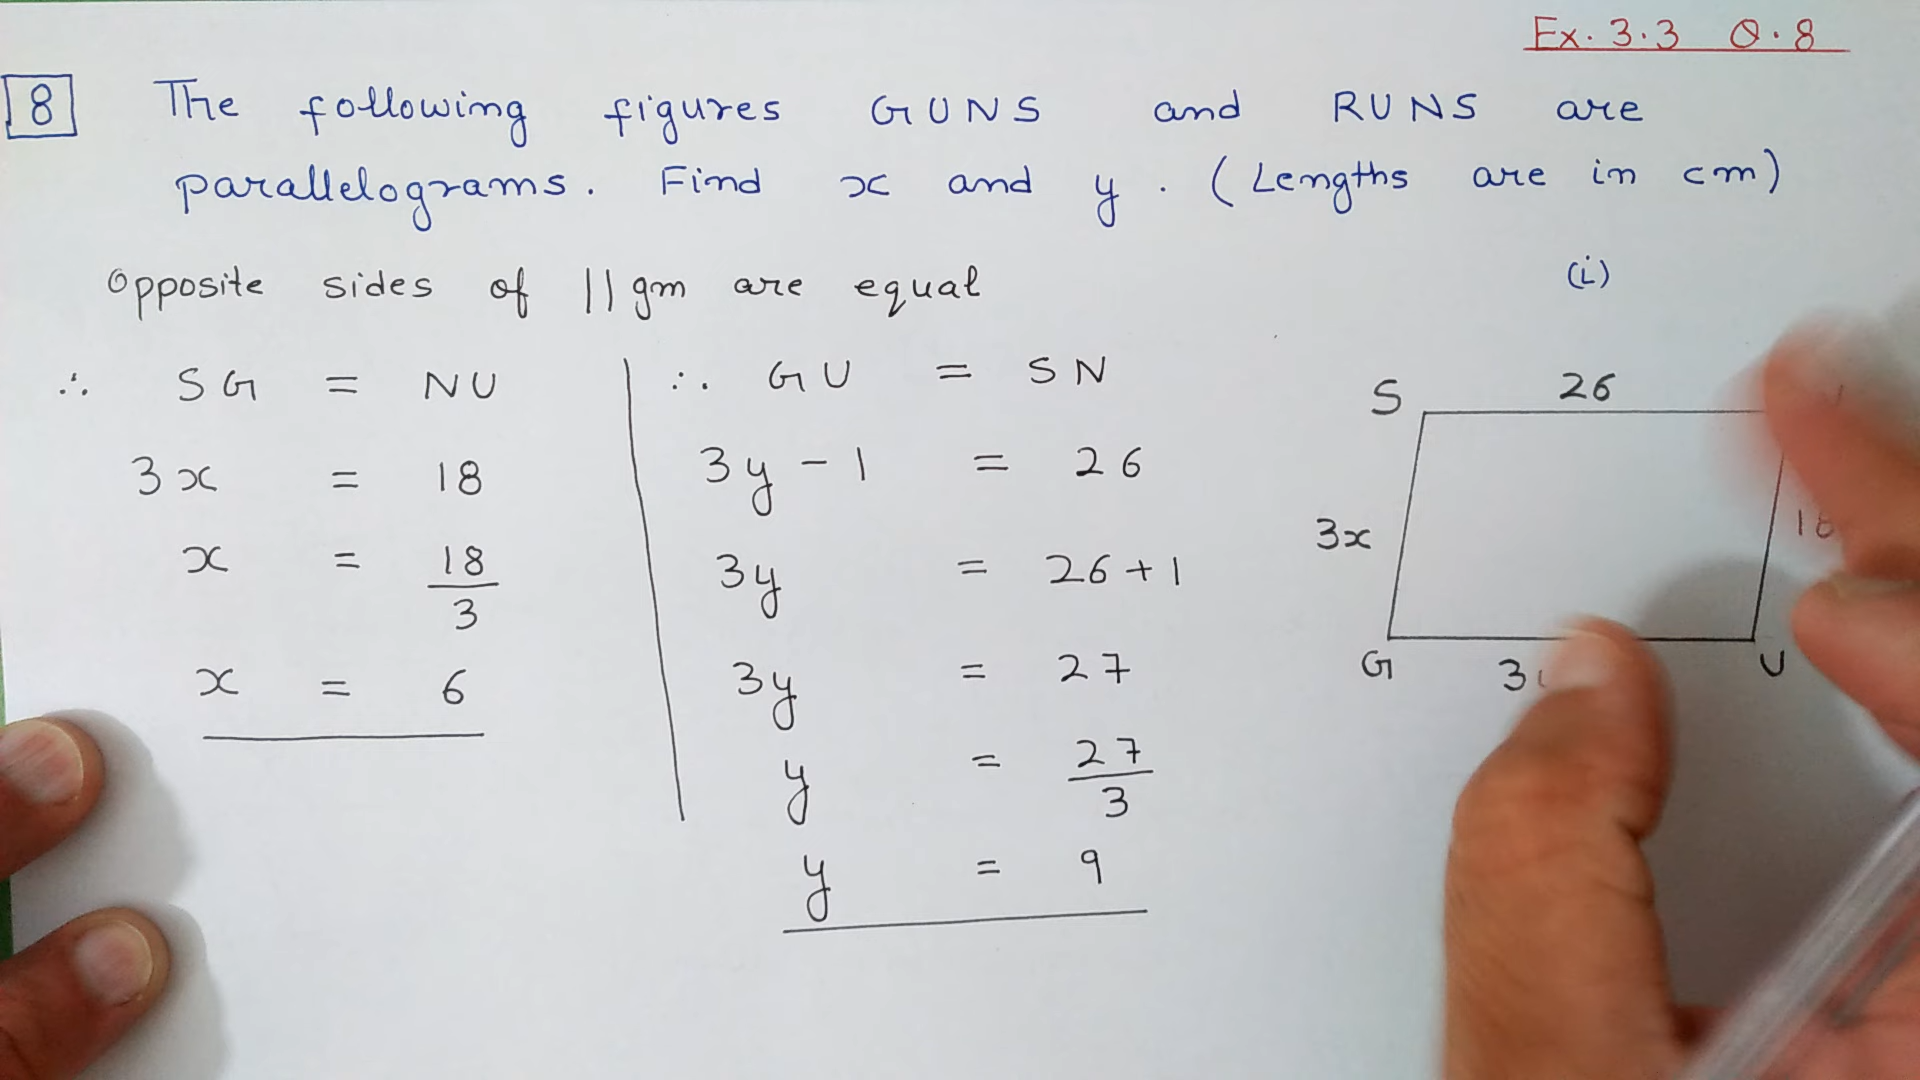 Ex. 3.3 Q.8
8 The following figures GUNS and RUNS are
parallelograms. Find x and y. (Lengths are in cm)
Opposite sides of ||gm are equal
(i)
∴ SG = NU
3x = 18
x = 18/3
x = 6
∴ GU = SN
3y - 1 = 26
3y = 26 + 1
3y = 27
y = 27/3
y = 9
S 26
3x
G U